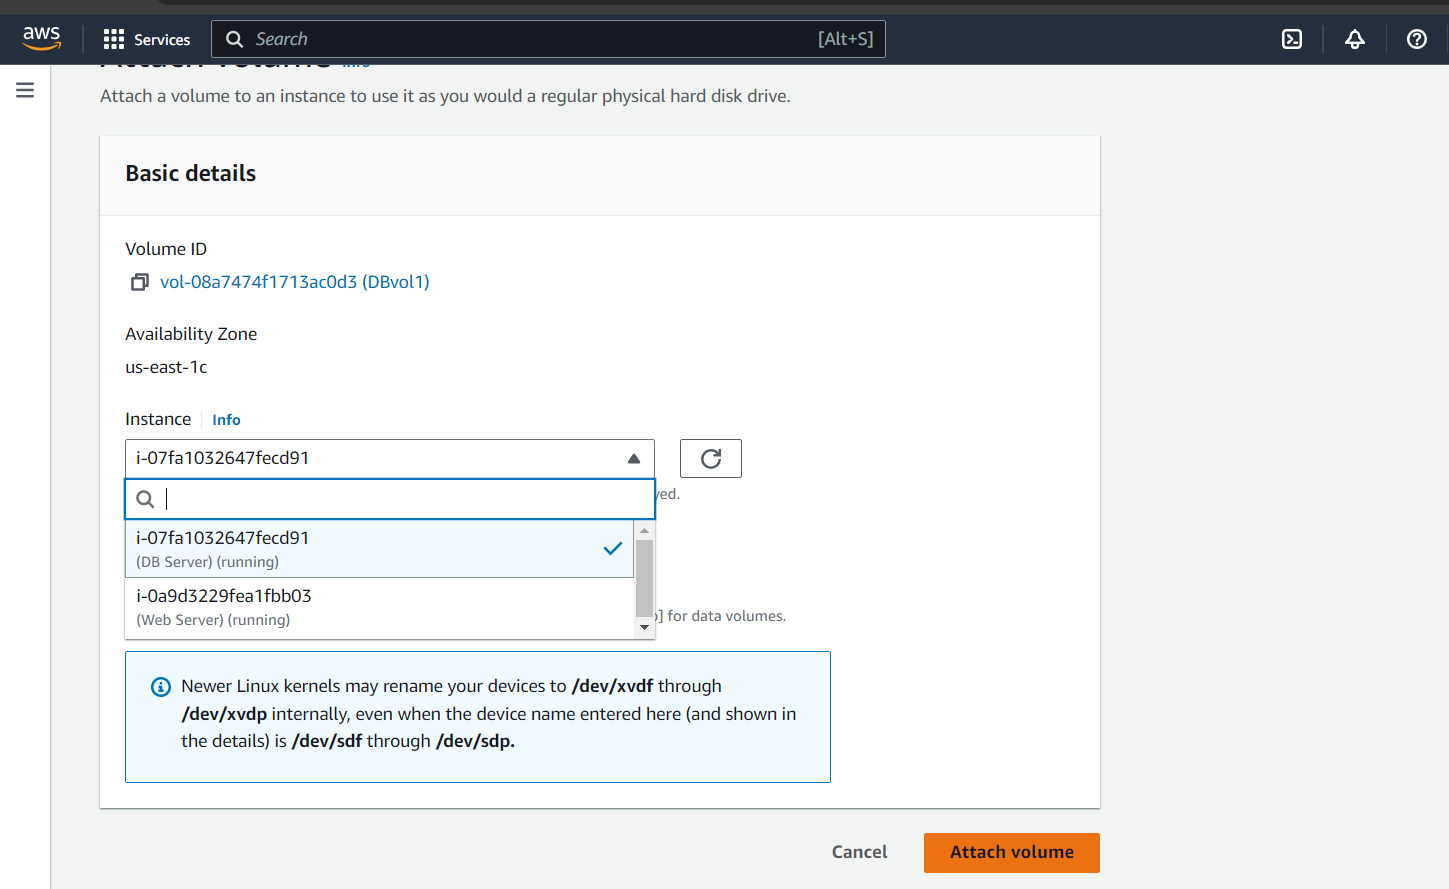 aws
Services
Search
[Alt+S]
Attach a volume to an instance to use it as you would a regular physical hard disk drive.
Basic details
Volume ID
vol-08a7474f1713ac0d3 (DBvol1)
Availability Zone
us-east-1c
Instance
Info
i-07fa1032647fecd91
i-07fa1032647fecd91
(DB Server) (running)
i-0a9d3229fea1fbb03
(Web Server) (running)
for data volumes.
Newer Linux kernels may rename your devices to /dev/xvdf through
/dev/xvdp internally, even when the device name entered here (and shown in
the details) is /dev/sdf through /dev/sdp.
Cancel
Attach volume